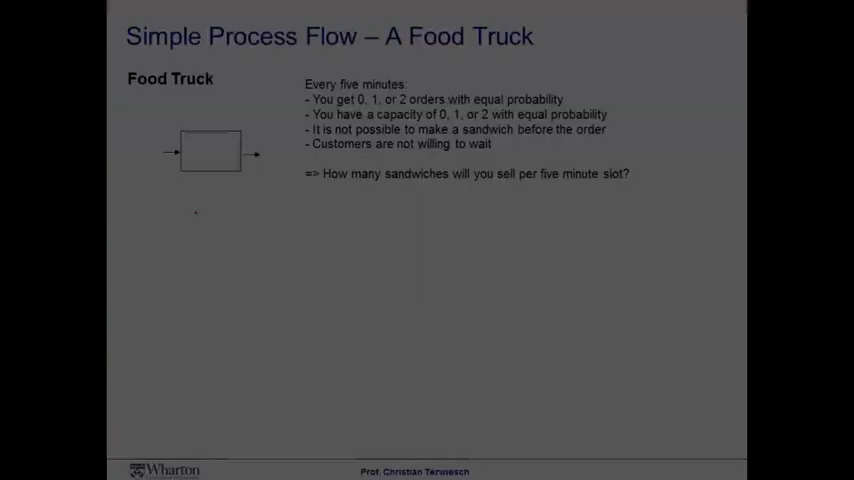 Simple Process Flow – A Food Truck
Food Truck
Every five minutes:
- You get 0, 1, or 2 orders with equal probability
- You have a capacity of 0, 1, or 2 with equal probability
- It is not possible to make a sandwich before the order
- Customers are not willing to wait
=> How many sandwiches will you sell per five minute slot?
Wharton
Prof. Christian Terwiesch